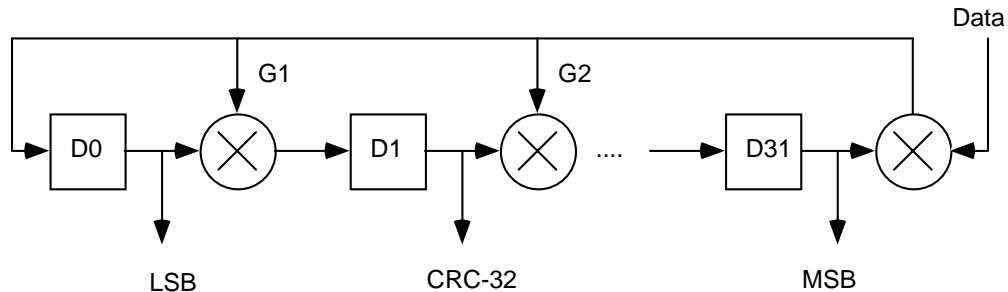 Data
G1
G2
D0
D1
....
D31
LSB
CRC-32
MSB